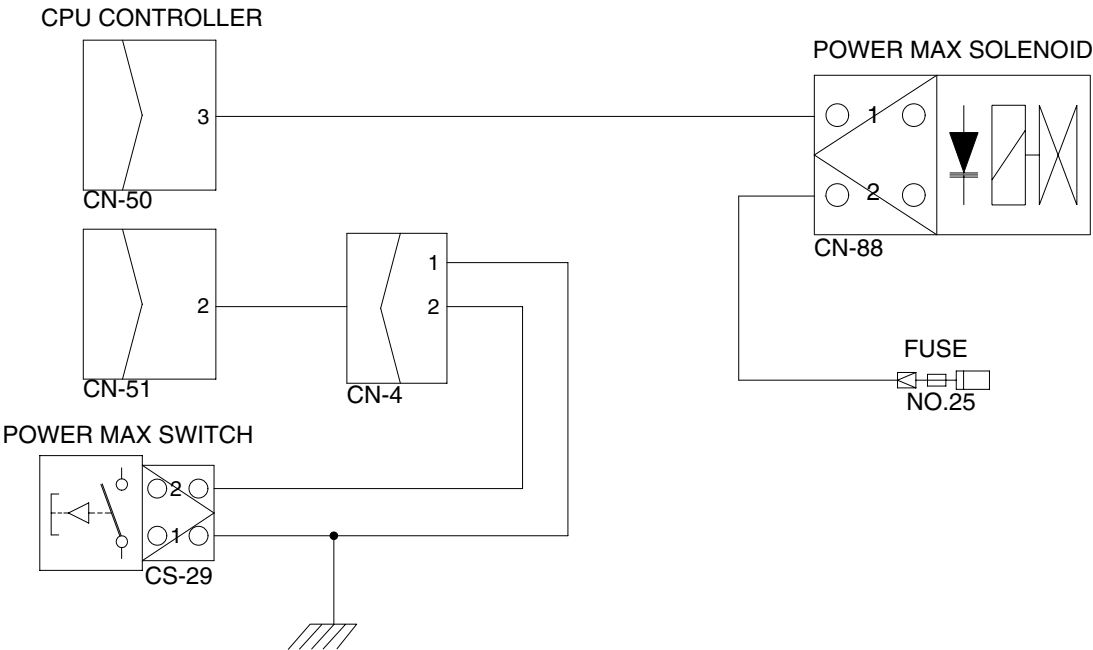 CPU CONTROLLER
POWER MAX SOLENOID
3
1
CN-50
2
CN-88
1
2
2
CN-51
CN-4
FUSE
NO.25
POWER MAX SWITCH
2
1
CS-29